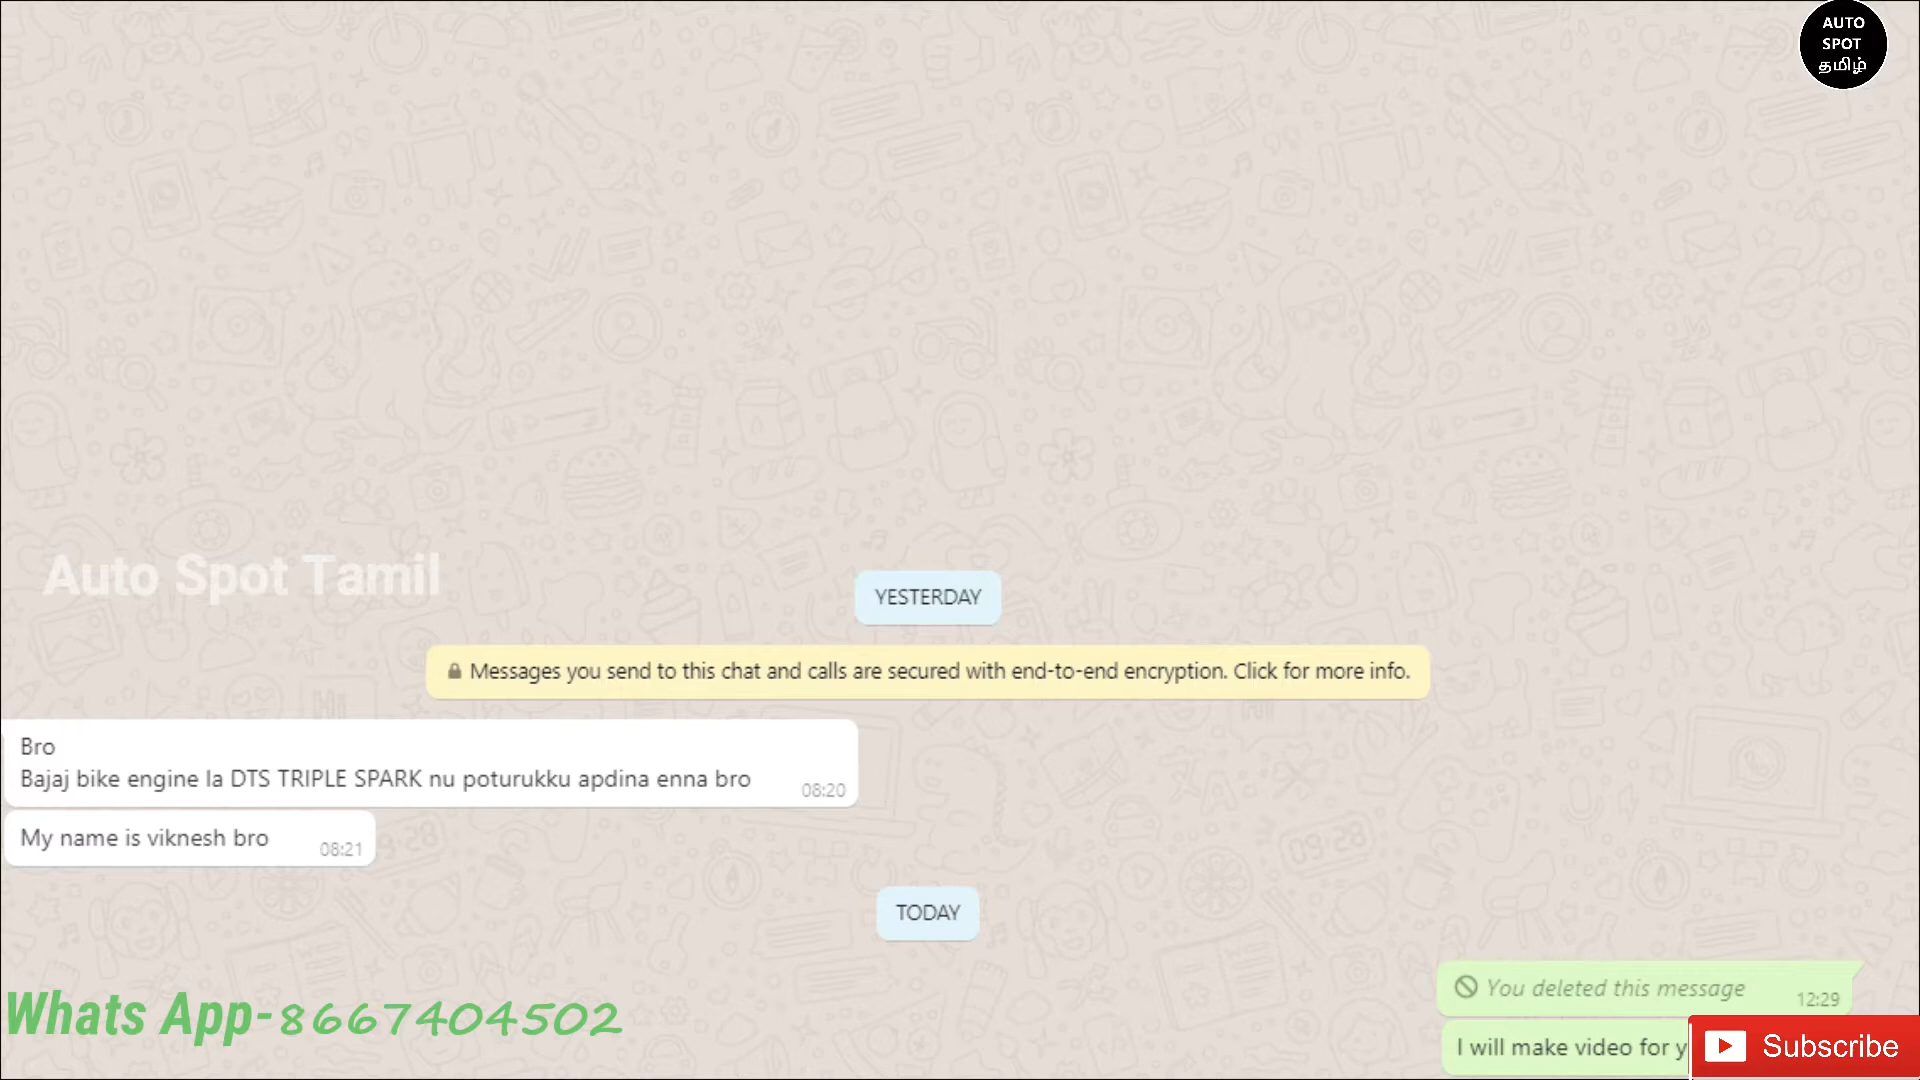 AUTO
SPOT
தமிழ்
Auto Spot Tamil
YESTERDAY
Messages you send to this chat and calls are secured with end-to-end encryption. Click for more info.
Bro
Bajaj bike engine la DTS TRIPLE SPARK nu poturukku apdina enna bro
08:20
My name is viknesh bro
08:21
TODAY
You deleted this message
12:29
Whats App-8667404502
I will make video for y
Subscribe